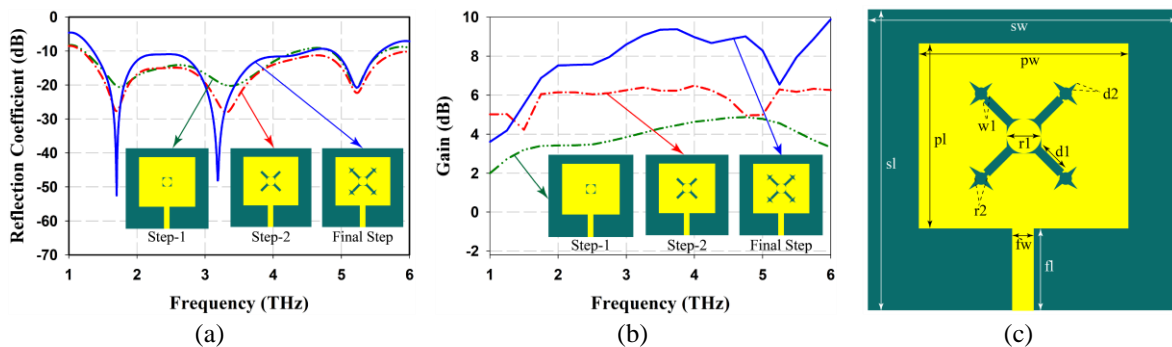 Reflection Coefficient (dB)
0
-10
-20
-30
-40
-50
-60
-70
Step-1
Step-2
Final Step
1
2
3
4
5
6
Frequency (THz)
(a)
Gain (dB)
10
8
6
4
2
0
-2
Step-1
Step-2
Final Step
1
2
3
4
5
6
Frequency (THz)
(b)
sw
pw
d2
w1
pl
r1
d1
sl
r2
fw
fl
(c)